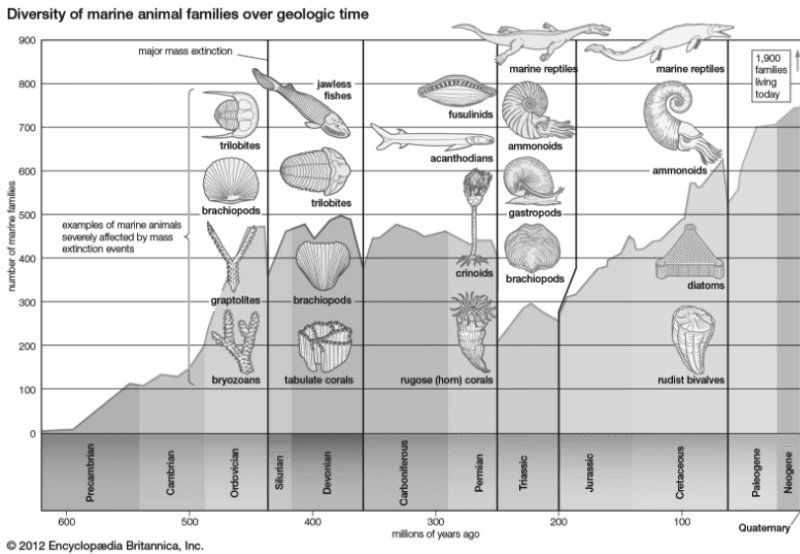 Diversity of marine animal families over geologic time
900
800
700
600
500
400
300
200
100
0
number of marine families
major mass extinction
examples of marine animals
severely affected by mass
extinction events
trilobites
brachiopods
graptolites
bryozoans
jawless
fishes
trilobites
brachiopods
tabulate corals
fusulinids
acanthodians
crinoids
rugose (horn) corals
marine reptiles
ammonoids
gastropods
brachiopods
marine reptiles
ammonoids
diatoms
rudist bivalves
1,900
families
living
today
Precambrian
Cambrian
Ordovician
Silurian
Devonian
Carboniferous
Permian
Triassic
Jurassic
Cretaceous
Paleogene
Neogene
Quaternary
600
500
400
300
200
100
millions of years ago
© 2012 Encyclopædia Britannica, Inc.